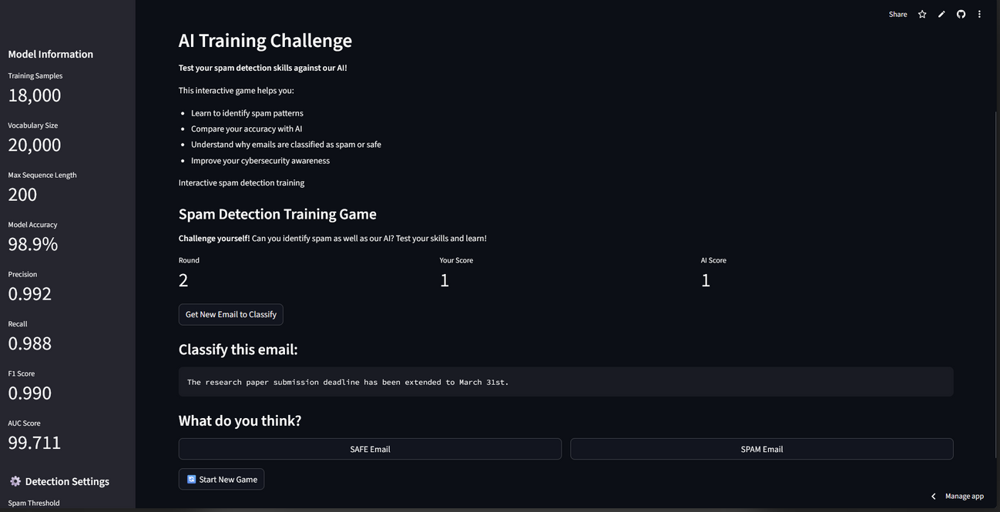 Share
Model Information
Training Samples
18,000
Vocabulary Size
20,000
Max Sequence Length
200
Model Accuracy
98.9%
Precision
0.992
Recall
0.988
F1 Score
0.990
AUC Score
99.711
Detection Settings
Spam Threshold
AI Training Challenge
Test your spam detection skills against our AI!
This interactive game helps you:
Learn to identify spam patterns
Compare your accuracy with AI
Understand why emails are classified as spam or safe
Improve your cybersecurity awareness
Interactive spam detection training
Spam Detection Training Game
Challenge yourself! Can you identify spam as well as our AI? Test your skills and learn!
Round Your Score AI Score
2 1 1
Get New Email to Classify
Classify this email:
The research paper submission deadline has been extended to March 31st.
What do you think?
SAFE Email SPAM Email
Start New Game
Manage app